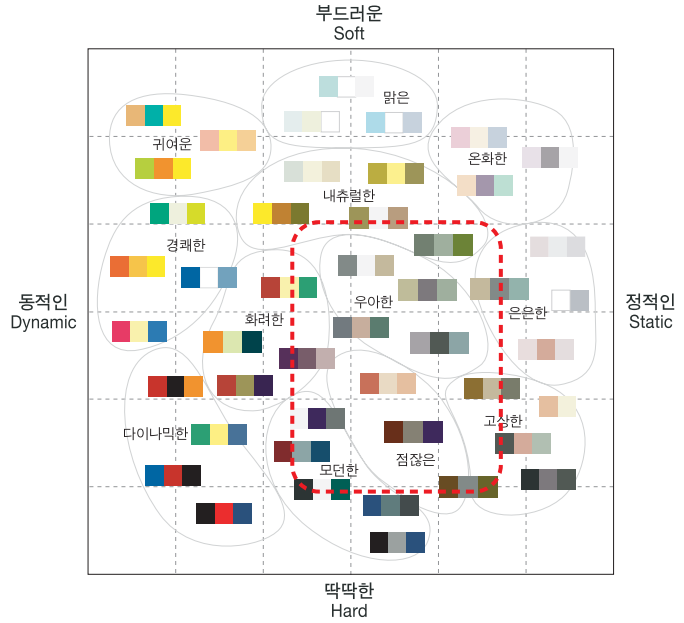 부드러운
Soft
맑은
귀여운
온화한
내츄럴한
경쾌한
동적인
Dynamic
정적인
Static
우아한
은은한
화려한
고상한
다이나믹한
점잖은
모던한
딱딱한
Hard